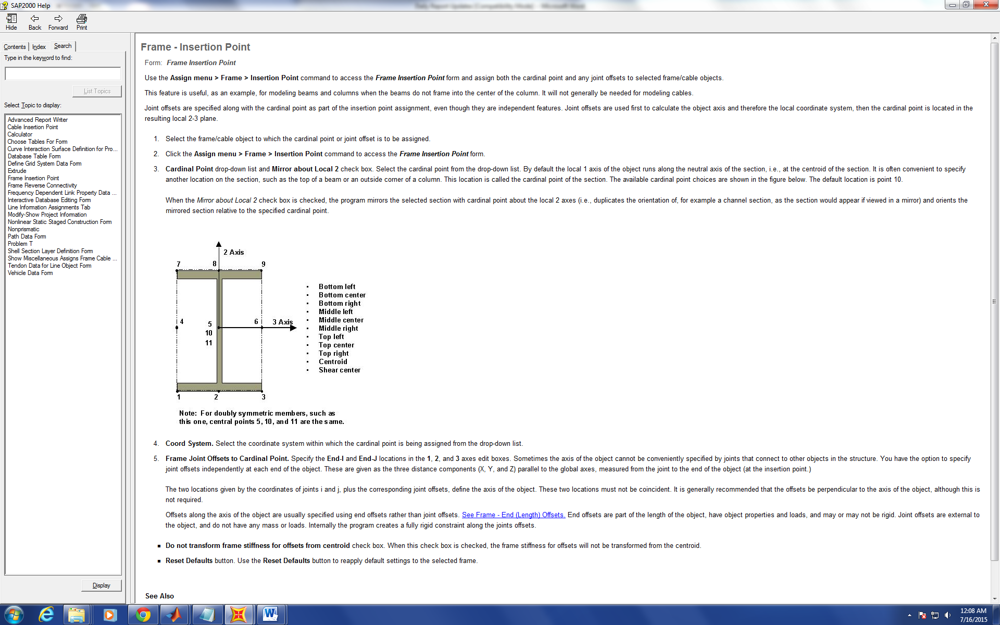 SAP2000 Help
Hide Back Forward Print
Contents Index Search
Type in the keyword to find:
List Topics
Select Topic to display:
Advanced Report Writer
Cable Insertion Point
Calculator
Choose Tables For Form
Curve Interaction Surface Definition for Pro...
Database Table Form
Define Grid System Data Form
Extrude
Frame Insertion Point
Frame Reverse Connectivity
Frequency Dependent Link Property Data ...
Interactive Database Editing Form
Line Information Assignments Tab
Modify-Show Project Information
Nonlinear Static Staged Construction Form
Nonprismatic
Path Data Form
Problem T
Shell Section Layer Definition Form
Show Miscellaneous Assigns Frame Cable ...
Tendon Data for Line Object Form
Vehicle Data Form
Display
Frame - Insertion Point
Form: Frame Insertion Point
Use the Assign menu > Frame > Insertion Point command to access the Frame Insertion Point form and assign both the cardinal point and any joint offsets to selected frame/cable objects.
This feature is useful, as an example, for modeling beams and columns when the beams do not frame into the center of the column. It will not generally be needed for modeling cables.
Joint offsets are specified along with the cardinal point as part of the insertion point assignment, even though they are independent features. Joint offsets are used first to calculate the object axis and therefore the local coordinate system, then the cardinal point is located in the
resulting local 2-3 plane.
1. Select the frame/cable object to which the cardinal point or joint offset is to be assigned.
2. Click the Assign menu > Frame > Insertion Point command to access the Frame Insertion Point form.
3. Cardinal Point drop-down list and Mirror about Local 2 check box. Select the cardinal point from the drop-down list. By default the local 1 axis of the object runs along the neutral axis of the section, i.e., at the centroid of the section. It is often convenient to specify
another location on the section, such as the top of a beam or an outside corner of a column. This location is called the cardinal point of the section. The available cardinal point choices are shown in the figure below. The default location is point 10.
When the Mirror about Local 2 check box is checked, the program mirrors the selected section with cardinal point about the local 2 axes (i.e., duplicates the orientation of, for example a channel section, as the section would appear if viewed in a mirror) and orients the
mirrored section relative to the specified cardinal point.
2 Axis
7 8 9
4 5 6 3 Axis
10
11
1 2 3
• Bottom left
• Bottom center
• Bottom right
• Middle left
• Middle center
• Middle right
• Top left
• Top center
• Top right
• Centroid
• Shear center
Note: For doubly symmetric members, such as
this one, central points 5, 10, and 11 are the same.
4. Coord System. Select the coordinate system within which the cardinal point is being assigned from the drop-down list.
5. Frame Joint Offsets to Cardinal Point. Specify the End-I and End-J locations in the 1, 2, and 3 axes edit boxes. Sometimes the axis of the object cannot be conveniently specified by joints that connect to other objects in the structure. You have the option to specify
joint offsets independently at each end of the object. These are given as the three distance components (X, Y, and Z) parallel to the global axes, measured from the joint to the end of the object (at the insertion point.)
The two locations given by the coordinates of joints i and j, plus the corresponding joint offsets, define the axis of the object. These two locations must not be coincident. It is generally recommended that the offsets be perpendicular to the axis of the object, although this is
not required.
Offsets along the axis of the object are usually specified using end offsets rather than joint offsets. See Frame - End (Length) Offsets. End offsets are part of the length of the object, have object properties and loads, and may or may not be rigid. Joint offsets are external to
the object, and do not have any mass or loads. Internally the program creates a fully rigid constraint along the joints offsets.
▪ Do not transform frame stiffness for offsets from centroid check box. When this check box is checked, the frame stiffness for offsets will not be transformed from the centroid.
▪ Reset Defaults button. Use the Reset Defaults button to reapply default settings to the selected frame.
See Also
12:08 AM
7/16/2015